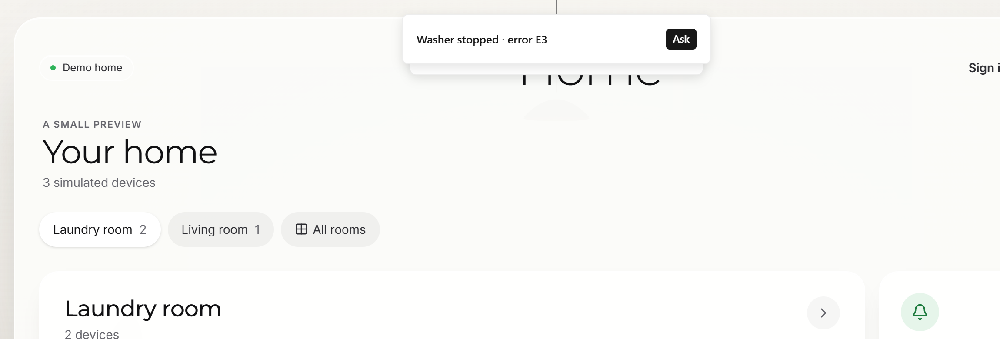 Washer stopped · error E3
Ask
Demo home
Home
Sign i
A SMALL PREVIEW
Your home
3 simulated devices
Laundry room 2
Living room 1
All rooms
Laundry room
2 devices